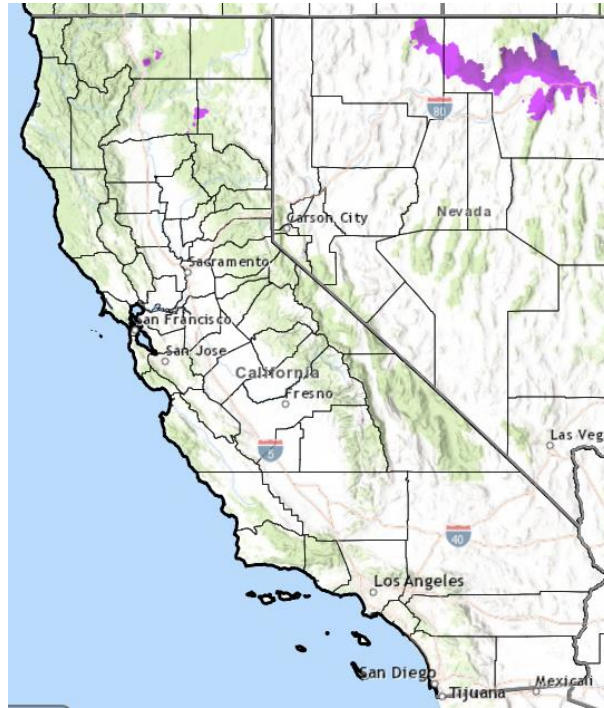 80
Carson City
Nevada
Sacramento
San Francisco
San Jose
California
Fresno
Las Veg
5
40
Los Angeles
San Diego
Tijuana
Mexicali